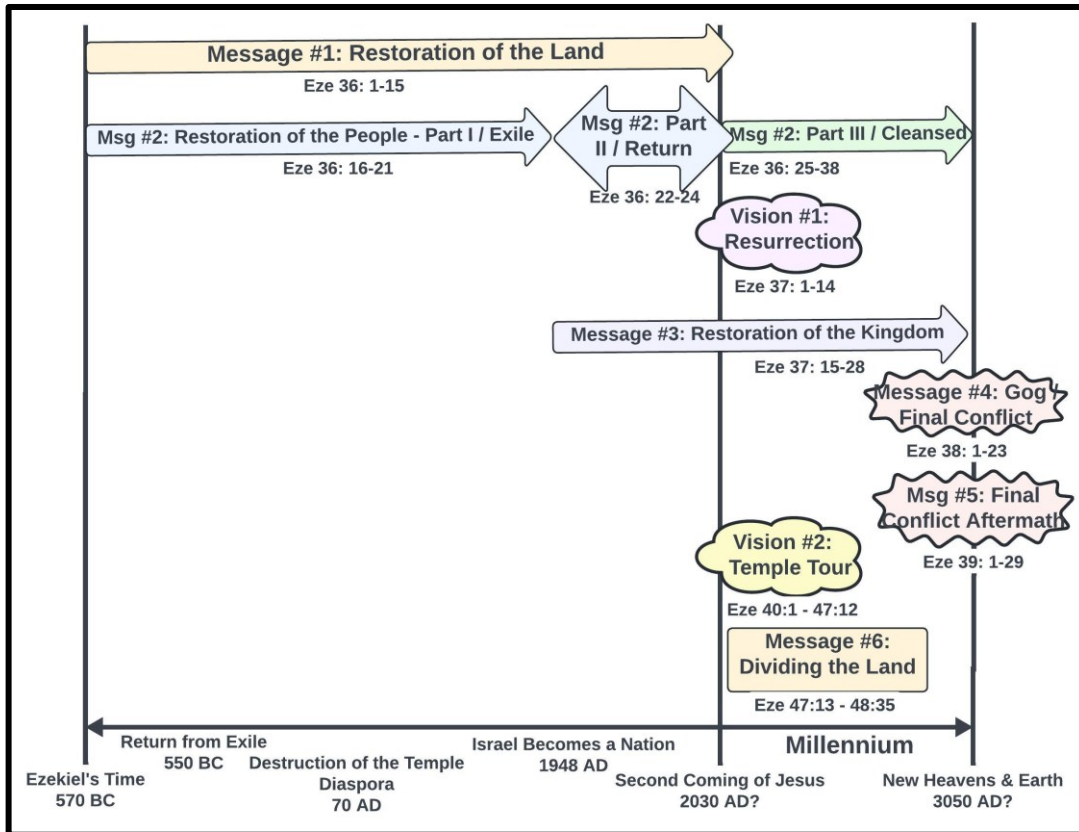 Message #1: Restoration of the Land
Eze 36: 1-15
Msg #2: Restoration of the People - Part I / Exile
Eze 36: 16-21
Msg #2: Part
II / Return
Eze 36: 22-24
Msg #2: Part III / Cleansed
Eze 36: 25-38
Vision #1:
Resurrection
Eze 37: 1-14
Message #3: Restoration of the Kingdom
Eze 37: 15-28
Message #4: Gog /
Final Conflict
Eze 38: 1-23
Msg #5: Final
Conflict Aftermath
Eze 39: 1-29
Vision #2:
Temple Tour
Eze 40:1 - 47:12
Message #6:
Dividing the Land
Eze 47:13 - 48:35
Ezekiel's Time
570 BC
Return from Exile
550 BC
Destruction of the Temple
Diaspora
70 AD
Israel Becomes a Nation
1948 AD
Second Coming of Jesus
2030 AD?
Millennium
New Heavens & Earth
3050 AD?